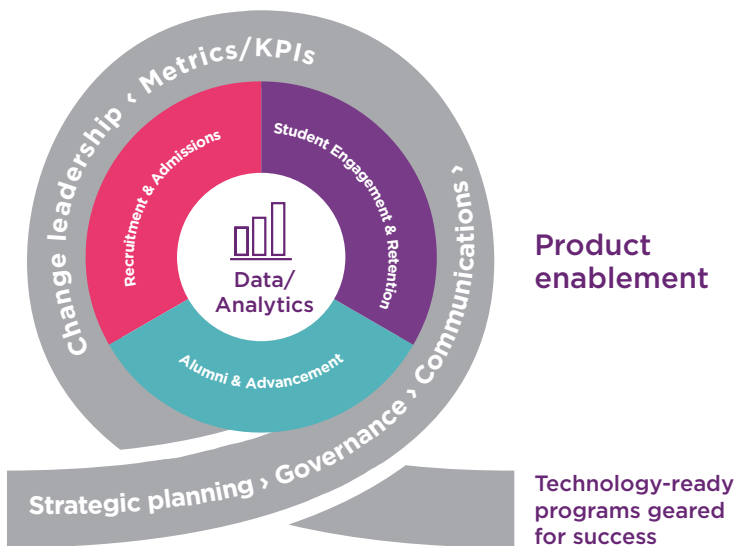 Change leadership ‹ Metrics/KPIs
Recruitment & Admissions
Student Engagement & Retention
Data/
Analytics
Alumni & Advancement
Strategic planning › Governance › Communications ›
Product
enablement
Technology-ready
programs geared
for success